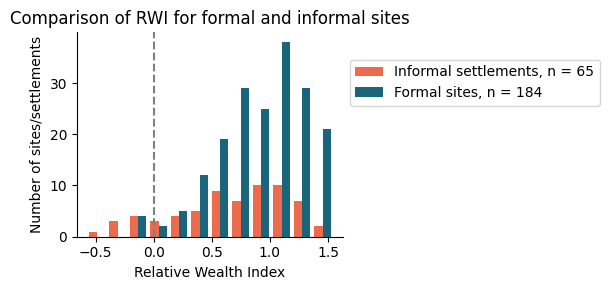 Comparison of RWI for formal and informal sites
Number of sites/settlements
30
20
10
0
−0.5 0.0 0.5 1.0 1.5
Relative Wealth Index
Informal settlements, n = 65
Formal sites, n = 184